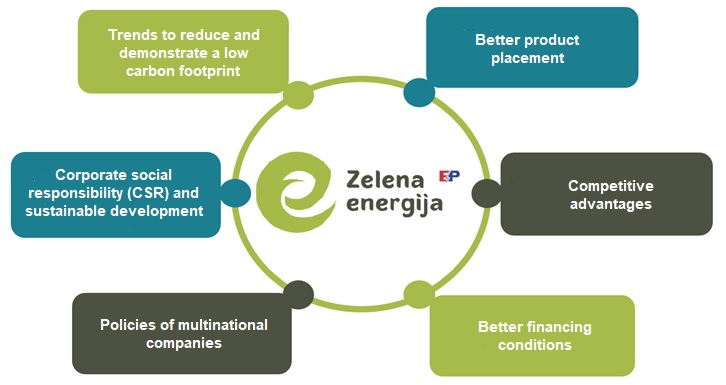 Trends to reduce and
demonstrate a low
carbon footprint
Better product
placement
Corporate social
responsibility (CSR) and
sustainable development
Zelena
energija
EP
Competitive
advantages
Policies of multinational
companies
Better financing
conditions